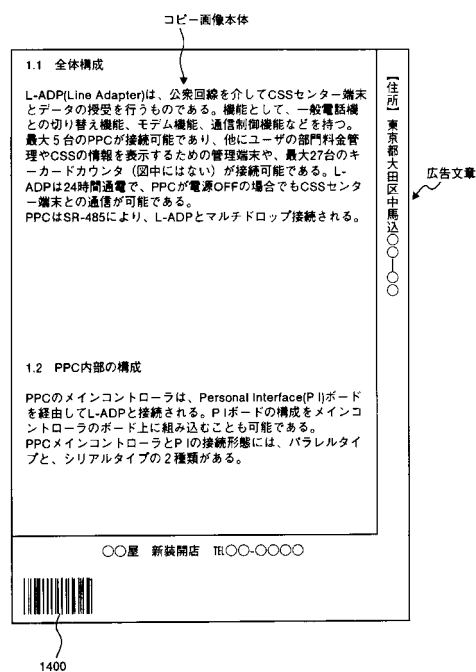 コピー画像本体
1.1 全体構成
L-ADP(Line Adapter)は、公衆回線を介してCSSセンター端末
とデータの授受を行うものである。機能として、一般電話機
との切り替え機能、モデム機能、通信制御機能などを持つ。
最大５台のPPCが接続可能であり、他にユーザの部門料金管
理やCSSの情報を表示するための管理端末や、最大27台のキ
ーカードカウンタ（図中にはない）が接続可能である。L-
ADPは24時間通電で、PPCが電源OFFの場合でもCSSセンタ
ー端末との通信が可能である。
PPCはSR-485により、L-ADPとマルチドロップ接続される。
【住所】東京都大田区中馬込○○ー○○
広告文章
1.2 PPC内部の構成
PPCのメインコントローラは、Personal Interface(P I)ボード
を経由してL-ADPと接続される。P Iボードの構成をメインコ
ントローラのボード上に組み込むことも可能である。
PPCメインコントローラとP Iの接続形態には、パラレルタイ
プと、シリアルタイプの２種類がある。
○○屋 新装開店 TEL○○-○○○○
1400